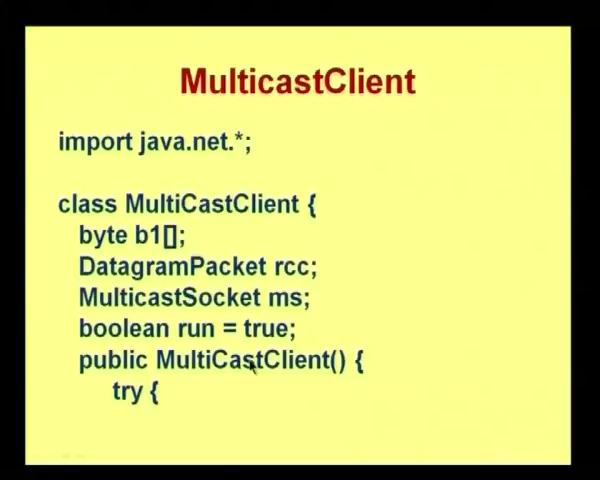 MulticastClient
import java.net.*;
class MultiCastClient {
byte b1[];
DatagramPacket rcc;
MulticastSocket ms;
boolean run = true;
public MultiCastClient() {
try {